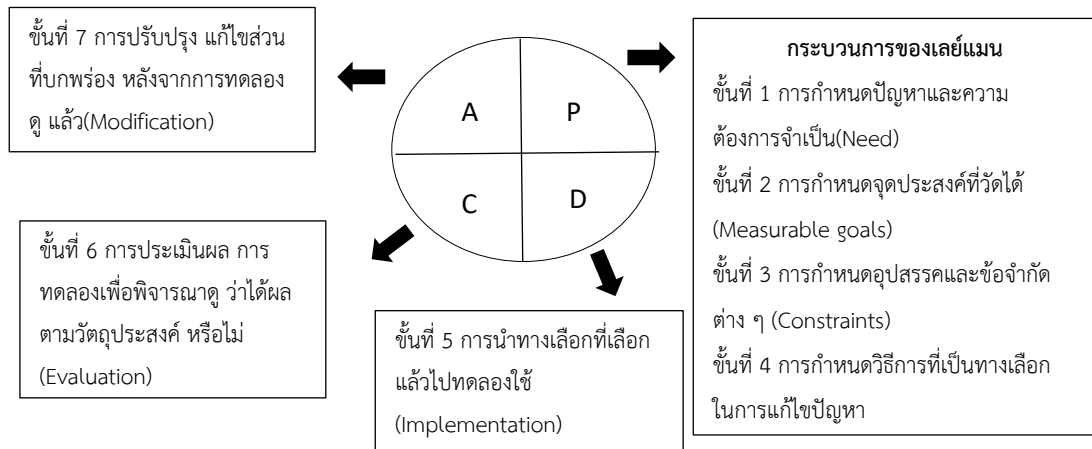 ขั้นที่ 7 การปรับปรุง แก้ไขส่วน
ที่บกพร่อง หลังจากการทดลอง
ดู แล้ว(Modification)
A
P
C
D
กระบวนการของเลย์แมน
ขั้นที่ 1 การกำหนดปัญหาและความ
ต้องการจำเป็น(Need)
ขั้นที่ 2 การกำหนดจุดประสงค์ที่วัดได้
(Measurable goals)
ขั้นที่ 3 การกำหนดอุปสรรคและข้อจำกัด
ต่าง ๆ (Constraints)
ขั้นที่ 4 การกำหนดวิธีการที่เป็นทางเลือก
ในการแก้ไขปัญหา
ขั้นที่ 6 การประเมินผล การ
ทดลองเพื่อพิจารณาดู ว่าได้ผล
ตามวัตถุประสงค์ หรือไม่
(Evaluation)
ขั้นที่ 5 การนำทางเลือกที่เลือก
แล้วไปทดลองใช้
(Implementation)